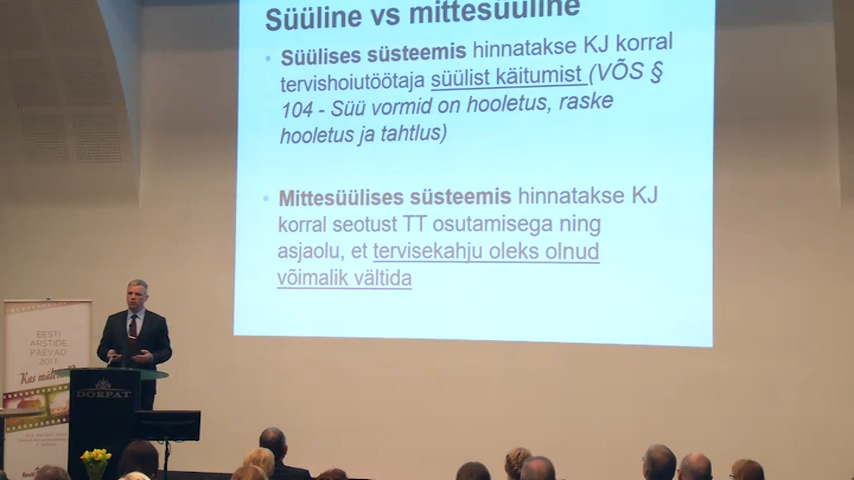 Süüline vs mittesüüline
• Süülises süsteemis hinnatakse KJ korral
tervishoiutöötaja süülist käitumist (VÕS §
104 - Süü vormid on hooletus, raske
hooletus ja tahtlus)
• Mittesüülises süsteemis hinnatakse KJ
korral seotust TT osutamisega ning
asjaolu, et tervisekahju oleks olnud
võimalik vältida
EESTI
ARSTIDE
PÄEVAD
2017
DORPAT